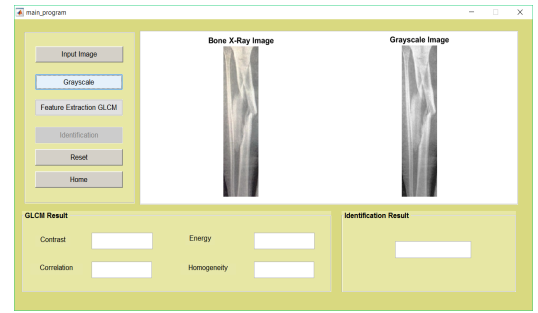 main_program
Input Image
Grayscale
Feature Extraction GLCM
Identification
Reset
Home
Bone X-Ray Image
Grayscale Image
GLCM Result
Contrast
Energy
Correlation
Homogeneity
Identification Result